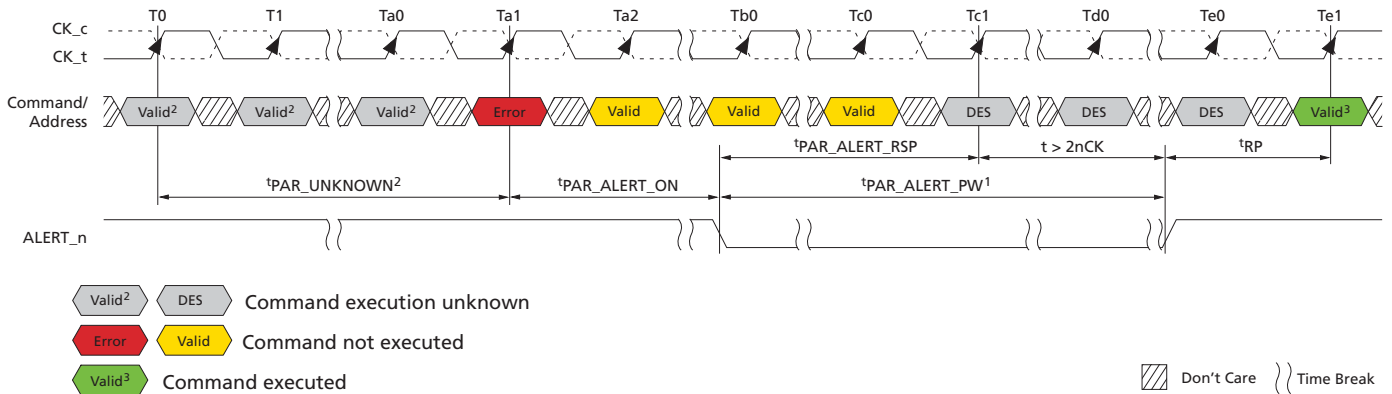 T0 T1 Ta0 Ta1 Ta2 Tb0 Tc0 Tc1 Td0 Te0 Te1
CK_c
CK_t
Command/
Address
Valid² Valid² Valid² Error Valid Valid Valid DES DES DES Valid³
tPAR_ALERT_RSP t > 2nCK tRP
tPAR_UNKNOWN² tPAR_ALERT_ON tPAR_ALERT_PW¹
ALERT_n
Valid² DES Command execution unknown
Error Valid Command not executed
Valid³ Command executed
Don't Care Time Break